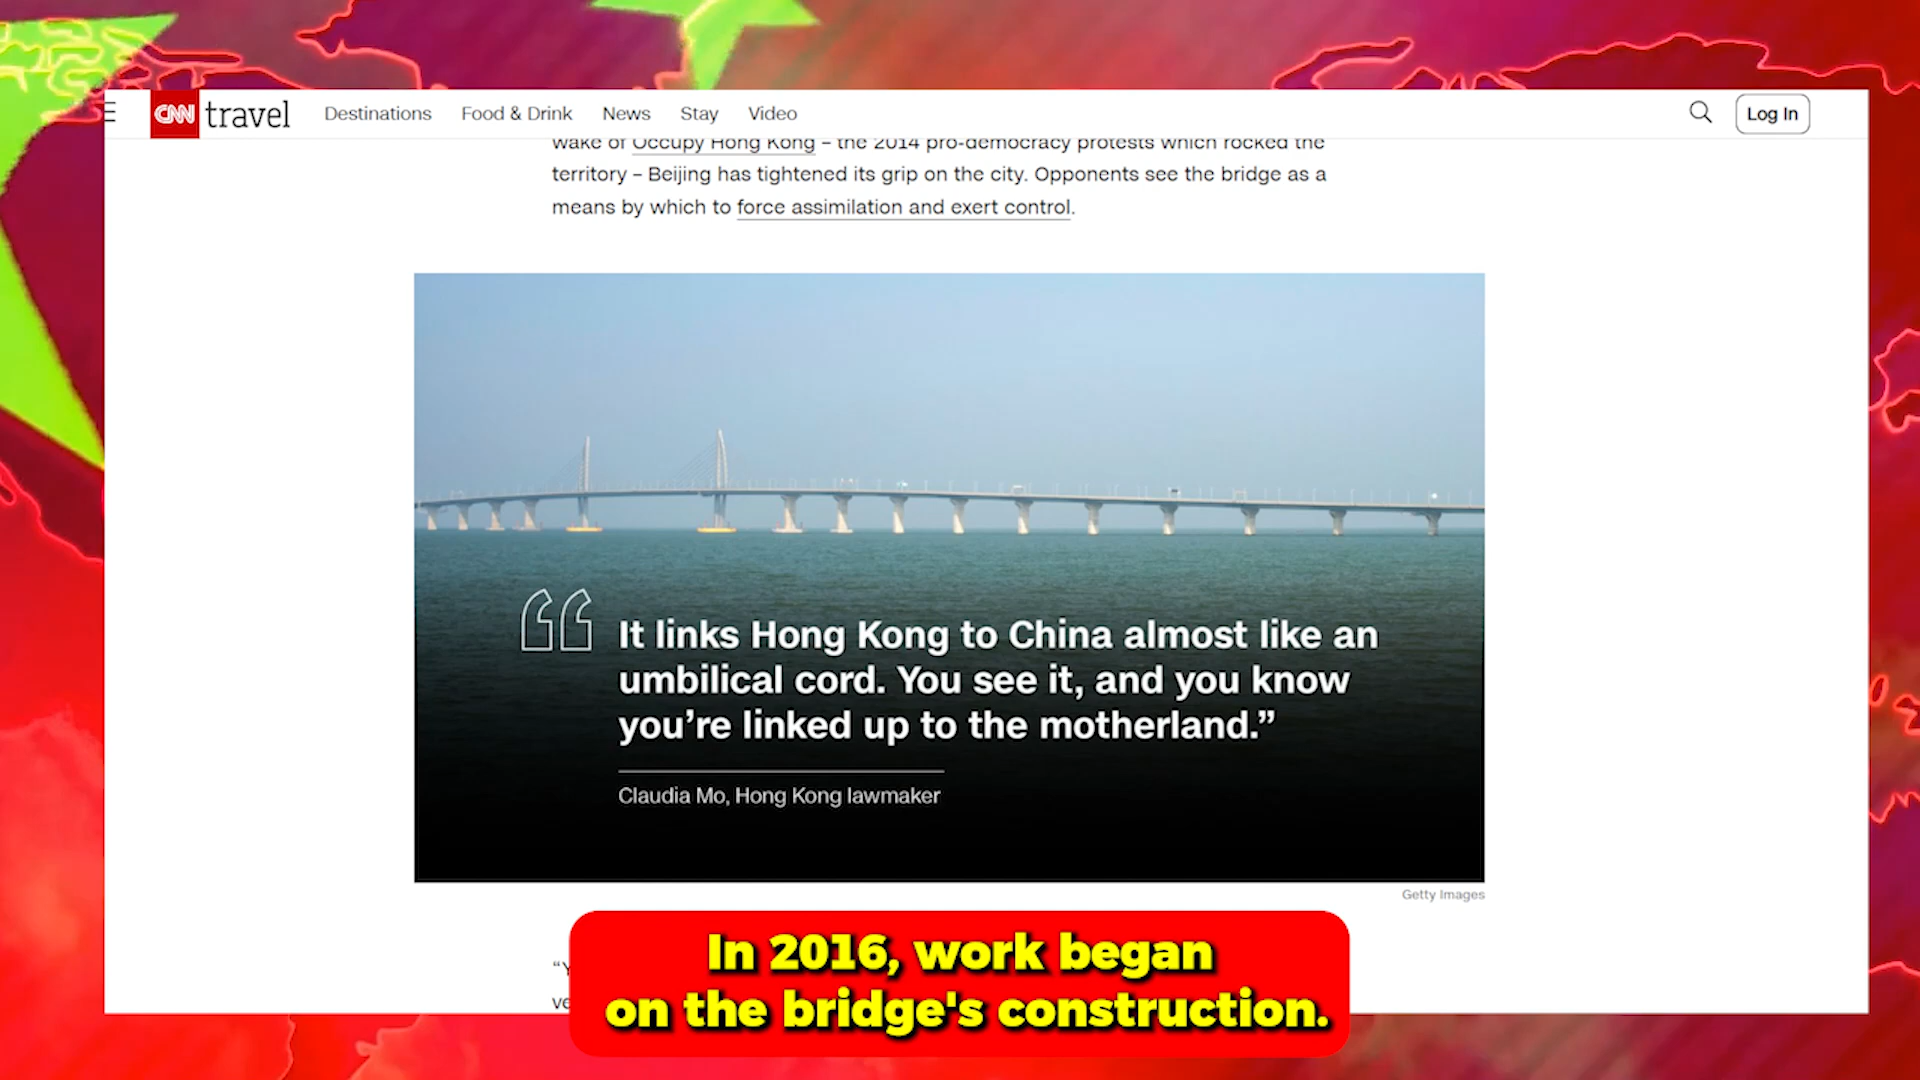 CNN travel Destinations Food & Drink News Stay Video Log In
wake of Occupy Hong Kong – the 2014 pro-democracy protests which rocked the
territory – Beijing has tightened its grip on the city. Opponents see the bridge as a
means by which to force assimilation and exert control.
“It links Hong Kong to China almost like an
umbilical cord. You see it, and you know
you’re linked up to the motherland.”
Claudia Mo, Hong Kong lawmaker
Getty Images
In 2016, work began
on the bridge's construction.